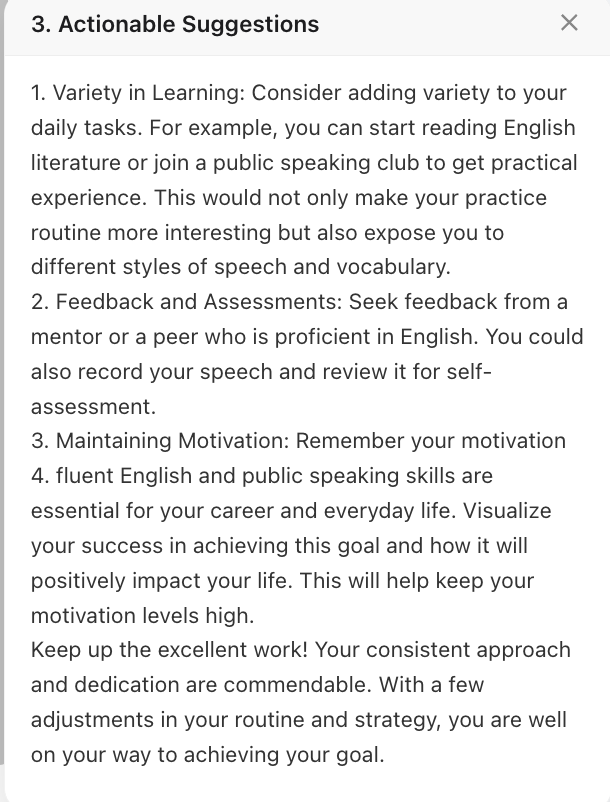 3. Actionable Suggestions
1. Variety in Learning: Consider adding variety to your
daily tasks. For example, you can start reading English
literature or join a public speaking club to get practical
experience. This would not only make your practice
routine more interesting but also expose you to
different styles of speech and vocabulary.
2. Feedback and Assessments: Seek feedback from a
mentor or a peer who is proficient in English. You could
also record your speech and review it for self-
assessment.
3. Maintaining Motivation: Remember your motivation
4. fluent English and public speaking skills are
essential for your career and everyday life. Visualize
your success in achieving this goal and how it will
positively impact your life. This will help keep your
motivation levels high.
Keep up the excellent work! Your consistent approach
and dedication are commendable. With a few
adjustments in your routine and strategy, you are well
on your way to achieving your goal.